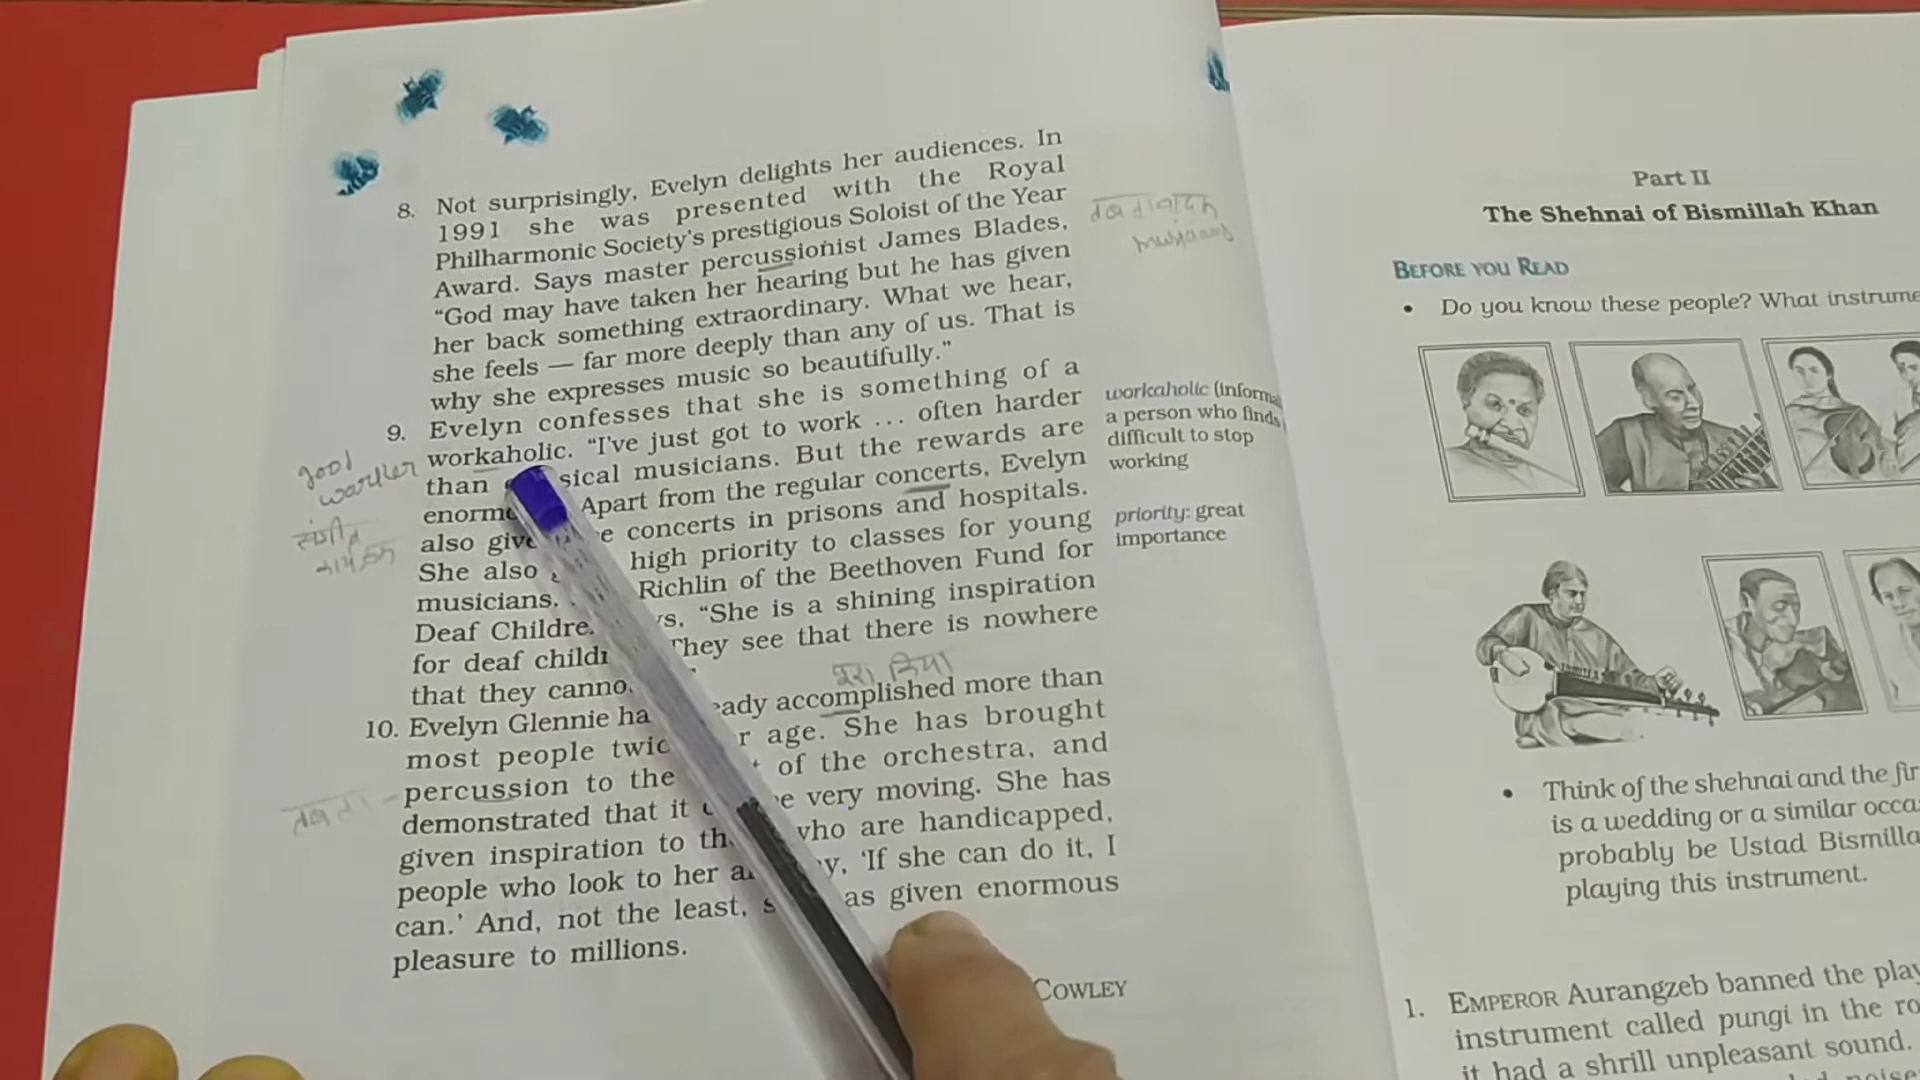 8. Not surprisingly, Evelyn delights her audiences. In
1991 she was presented with the Royal
Philharmonic Society's prestigious Soloist of the Year
Award. Says master percussionist James Blades,
“God may have taken her hearing but he has given
her back something extraordinary. What we hear,
she feels — far more deeply than any of us. That is
why she expresses music so beautifully.”
9. Evelyn confesses that she is something of a
workaholic. “I've just got to work ... often harder
than sical musicians. But the rewards are
enorm Apart from the regular concerts, Evelyn
also giv concerts in prisons and hospitals.
She also high priority to classes for young
musicians. Richlin of the Beethoven Fund for
Deaf Childre “She is a shining inspiration
for deaf child They see that there is nowhere
that they canno
10. Evelyn Glennie ha eady accomplished more than
most people twic r age. She has brought
percussion to the of the orchestra, and
demonstrated that it e very moving. She has
given inspiration to th who are handicapped,
people who look to her a y, ‘If she can do it, I
can.’ And, not the least, s as given enormous
pleasure to millions.
COWLEY
good
संगीत
पूरा किया
workaholic (informa
a person who finds
difficult to stop
working
priority: great
importance
Part II
The Shehnai of Bismillah Khan
BEFORE YOU READ
• Do you know these people? What instrume
• Think of the shehnai and the fir
is a wedding or a similar occa
probably be Ustad Bismilla
playing this instrument.
1. EMPEROR Aurangzeb banned the play
instrument called pungi in the ro
it had a shrill unpleasant sound.